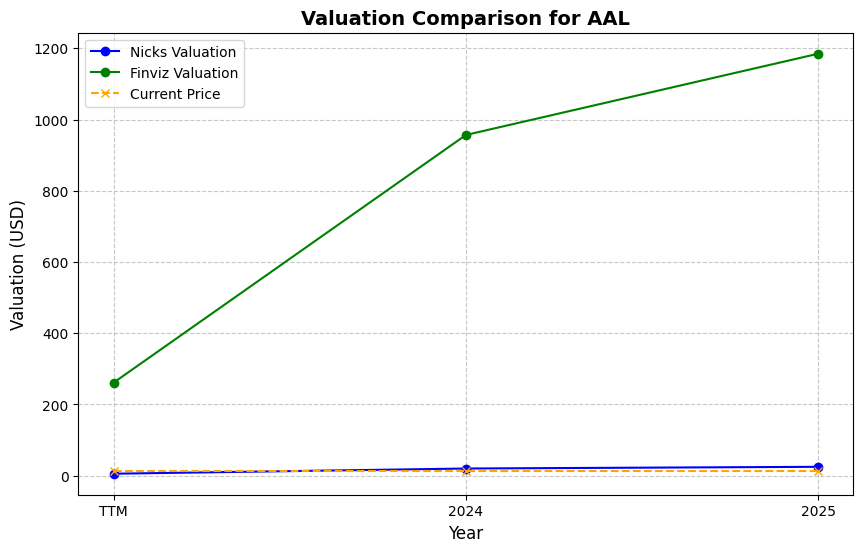 Valuation Comparison for AAL
Nicks Valuation
Finviz Valuation
Current Price
Valuation (USD)
1200
1000
800
600
400
200
0
TTM
2024
2025
Year